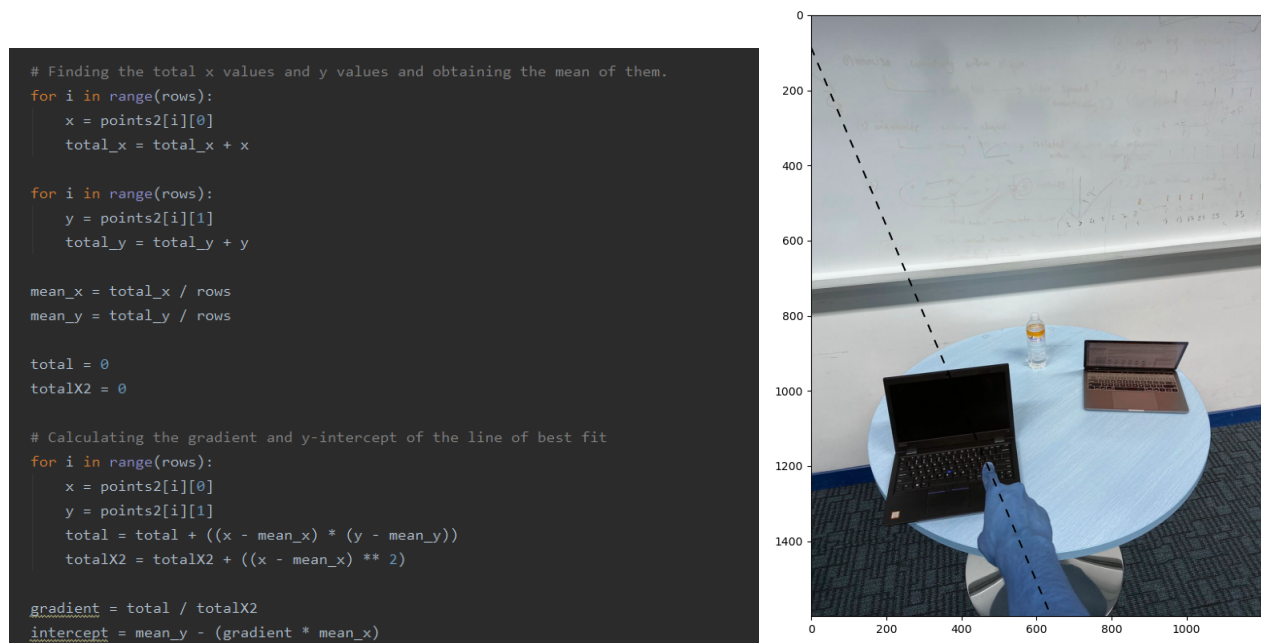 # Finding the total x values and y values and obtaining the mean of them.
for i in range(rows):
x = points2[i][0]
total_x = total_x + x
for i in range(rows):
y = points2[i][1]
total_y = total_y + y
mean_x = total_x / rows
mean_y = total_y / rows
total = 0
totalX2 = 0
# Calculating the gradient and y-intercept of the line of best fit
for i in range(rows):
x = points2[i][0]
y = points2[i][1]
total = total + ((x - mean_x) * (y - mean_y))
totalX2 = totalX2 + ((x - mean_x) ** 2)
gradient = total / totalX2
intercept = mean_y - (gradient * mean_x)
0
200
400
600
800
1000
1200
1400
0 200 400 600 800 1000